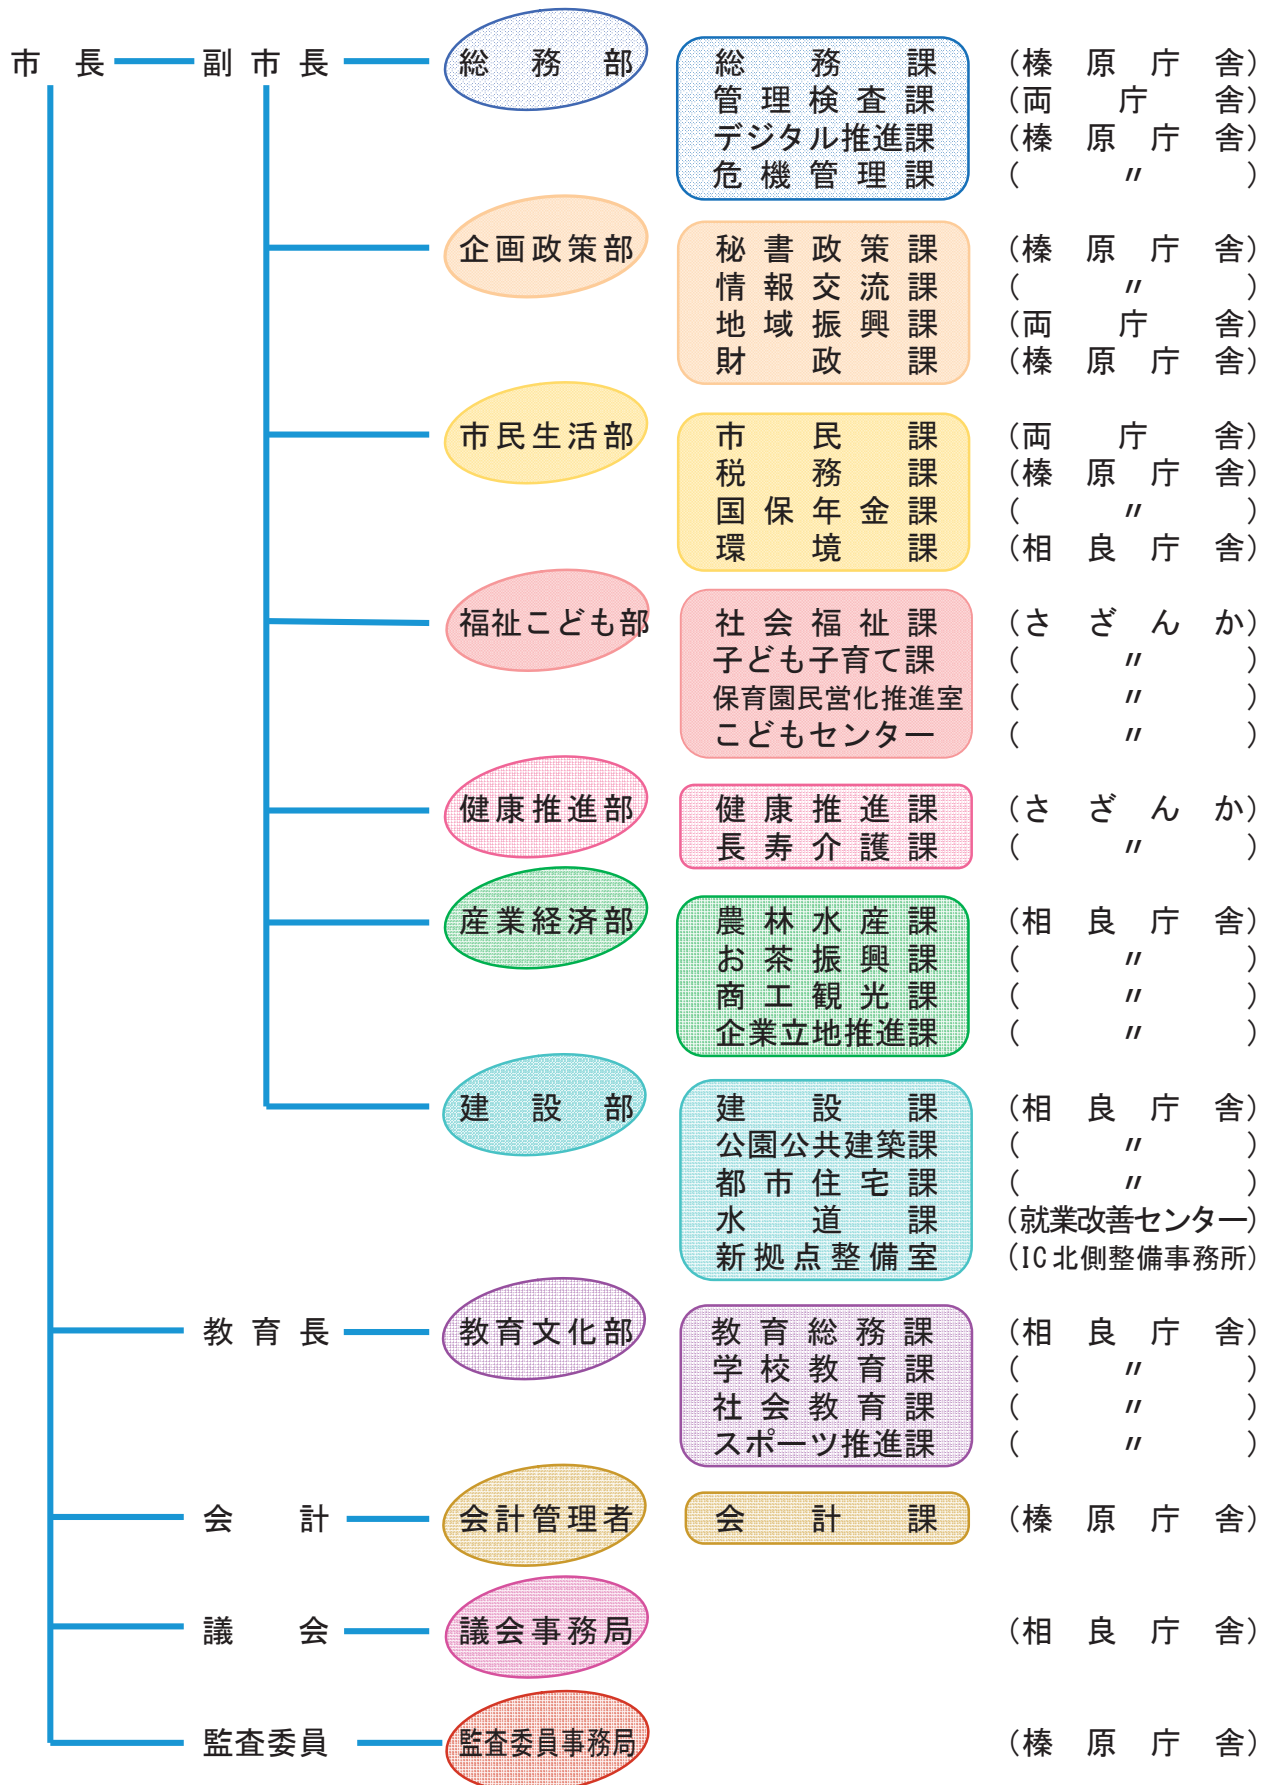 市長 副市長 総務部 総務課 (榛原庁舎)
管理検査課 (両庁舎)
デジタル推進課 (榛原庁舎)
危機管理課 (〃)
企画政策部 秘書政策課 (榛原庁舎)
情報交流課 (〃)
地域振興課 (両庁舎)
財政課 (榛原庁舎)
市民生活部 市民課 (両庁舎)
税務課 (榛原庁舎)
国保年金課 (〃)
環境課 (相良庁舎)
福祉こども部 社会福祉課 (さざんか)
子ども子育て課 (〃)
保育園民営化推進室 (〃)
こどもセンター (〃)
健康推進部 健康推進課 (さざんか)
長寿介護課 (〃)
産業経済部 農林水産課 (相良庁舎)
お茶振興課 (〃)
商工観光課 (〃)
企業立地推進課 (〃)
建設部 建設課 (相良庁舎)
公園公共建築課 (〃)
都市住宅課 (〃)
水道課 (就業改善センター)
新拠点整備室 (IC北側整備事務所)
教育長 教育文化部 教育総務課 (相良庁舎)
学校教育課 (〃)
社会教育課 (〃)
スポーツ推進課 (〃)
会計 会計管理者 会計課 (榛原庁舎)
議会 議会事務局 (相良庁舎)
監査委員 監査委員事務局 (榛原庁舎)